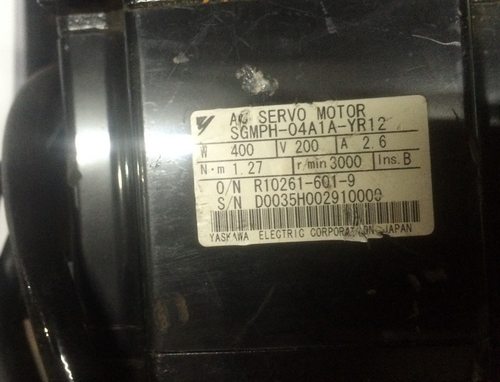 AC SERVO MOTOR
SGMPH-04A1A-YR12
W 400 V 200 A 2.6
N·m 1.27 r/min 3000 Ins. B
O/N R10261-601-9
S/N D0035H002910000
YASKAWA ELECTRIC CORPORATION JAPAN